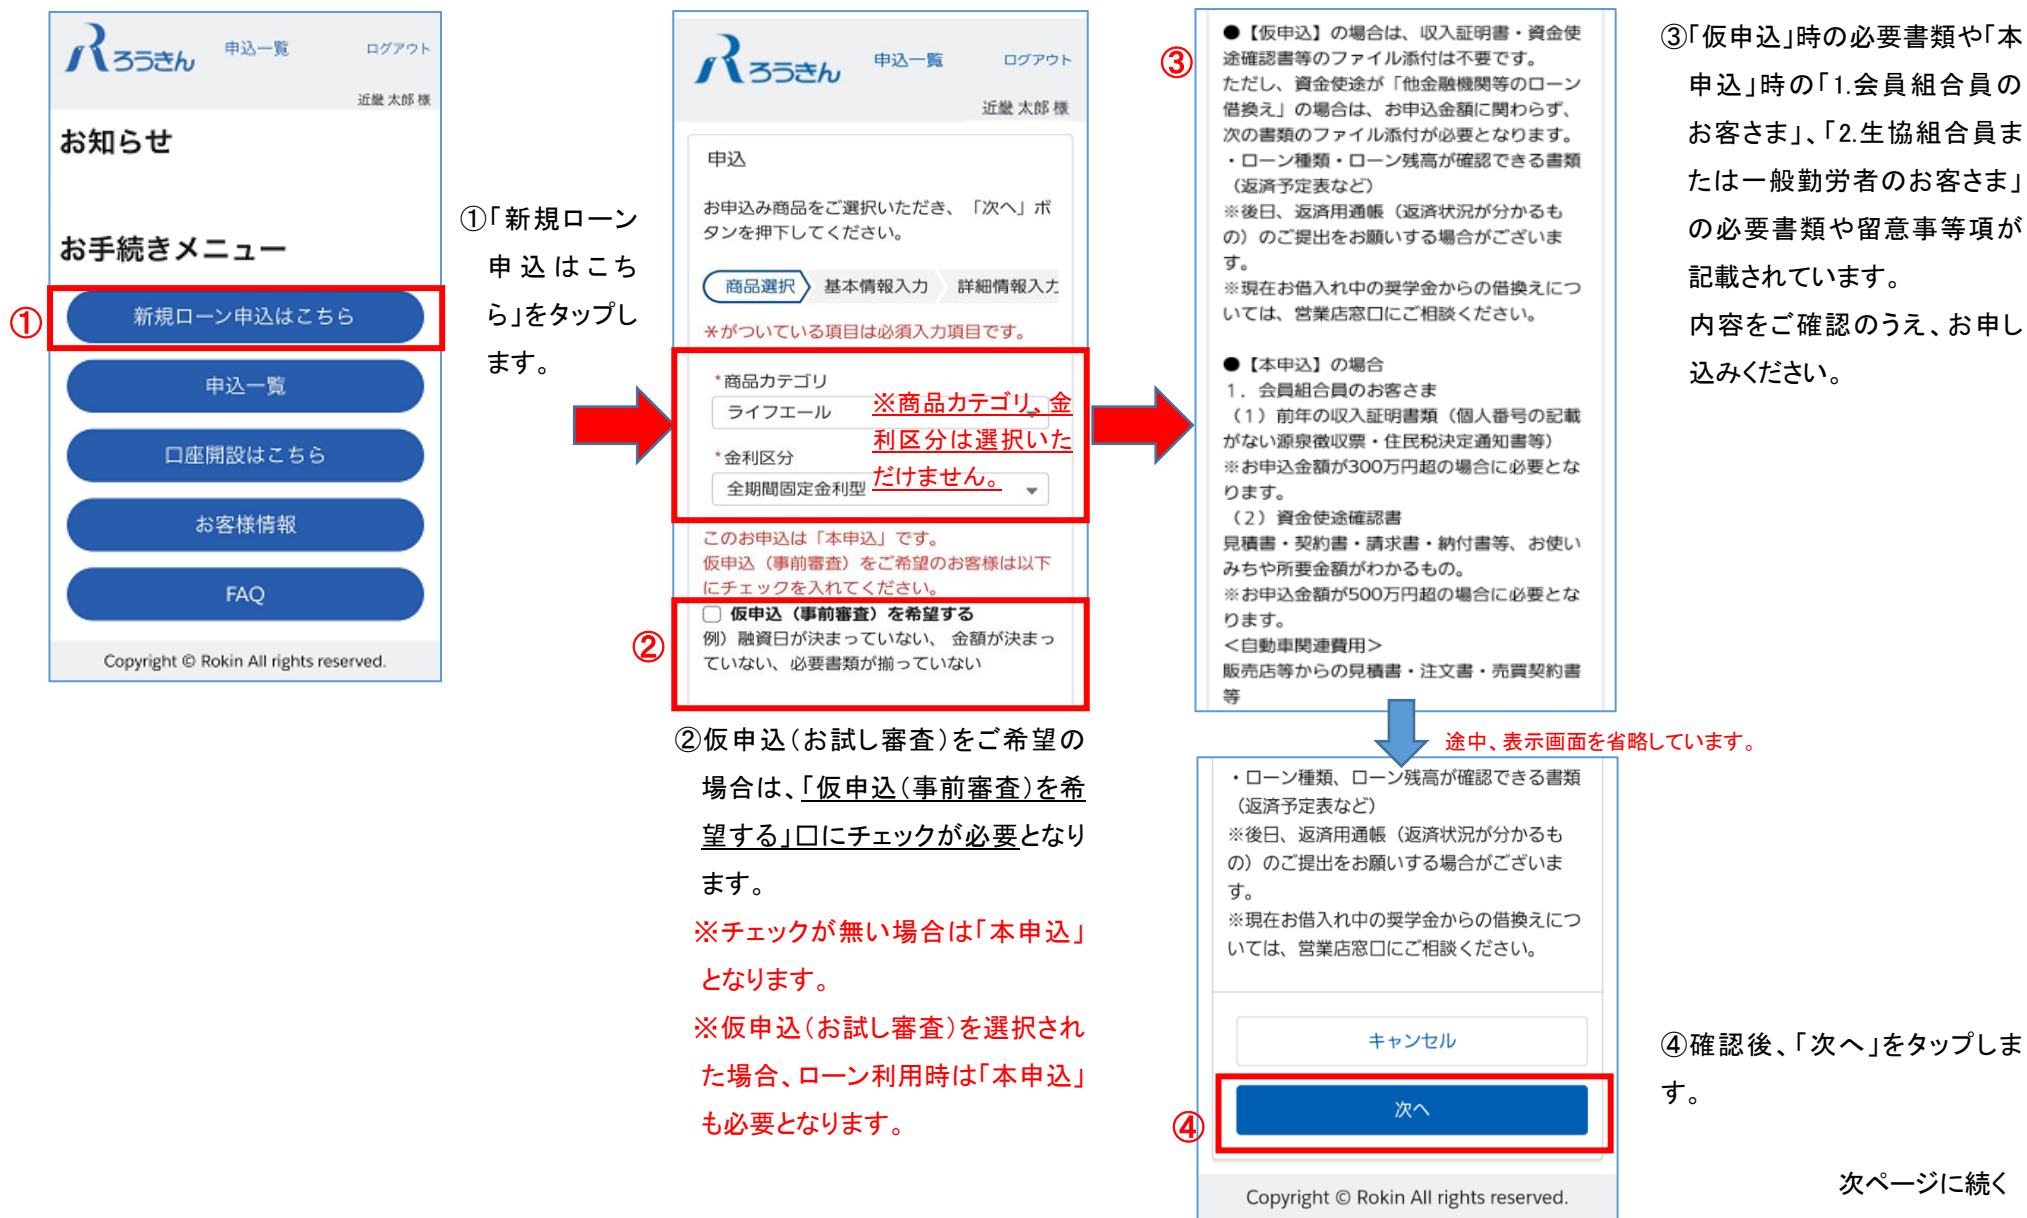 ろうきん 申込一覧 ログアウト
近畿 太郎 様
お知らせ
お手続きメニュー
①
新規ローン申込はこちら
申込一覧
口座開設はこちら
お客様情報
FAQ
Copyright © Rokin All rights reserved.
①「新規ローン
申込はこち
ら」をタップし
ます。
ろうきん 申込一覧 ログアウト
近畿 太郎 様
申込
お申込み商品をご選択いただき、「次へ」ボ
タンを押下してください。
商品選択 基本情報入力 詳細情報入力
*がついている項目は必須入力項目です。
*商品カテゴリ
ライフエール
*金利区分
全期間固定金利型
※商品カテゴリ、金
利区分は選択いた
だけません。
このお申込は「本申込」です。
仮申込（事前審査）をご希望のお客様は以下
にチェックを入れてください。
②
仮申込（事前審査）を希望する
例）融資日が決まっていない、 金額が決まっ
ていない、必要書類が揃っていない
②仮申込（お試し審査）をご希望の
場合は、「仮申込（事前審査）を希
望する」口にチェックが必要となり
ます。
※チェックが無い場合は「本申込」
となります。
※仮申込（お試し審査）を選択され
た場合、ローン利用時は「本申込」
も必要となります。
③
●【仮申込】の場合は、収入証明書・資金使
途確認書等のファイル添付は不要です。
ただし、資金使途が「他金融機関等のローン
借換え」の場合は、お申込金額に関わらず、
次の書類のファイル添付が必要となります。
・ローン種類・ローン残高が確認できる書類
（返済予定表など）
※後日、返済用通帳（返済状況が分かるも
の）のご提出をお願いする場合がございま
す。
※現在お借入れ中の奨学金からの借換えにつ
いては、営業店窓口にご相談ください。
●【本申込】の場合
１．会員組合員のお客さま
（１）前年の収入証明書類（個人番号の記載
がない源泉徴収票・住民税決定通知書等）
※お申込金額が300万円超の場合に必要とな
ります。
（２）資金使途確認書
見積書・契約書・請求書・納付書等、お使い
みちや所要金額がわかるもの。
※お申込金額が500万円超の場合に必要とな
ります。
＜自動車関連費用＞
販売店等からの見積書・注文書・売買契約書
等
途中、表示画面を省略しています。
・ローン種類、ローン残高が確認できる書類
（返済予定表など）
※後日、返済用通帳（返済状況が分かるも
の）のご提出をお願いする場合がございま
す。
※現在お借入れ中の奨学金からの借換えにつ
いては、営業店窓口にご相談ください。
キャンセル
④
次へ
Copyright © Rokin All rights reserved.
③「仮申込」時の必要書類や「本
申込」時の「1.会員組合員の
お客さま」、「2.生協組合員ま
たは一般勤労者のお客さま」
の必要書類や留意事等項が
記載されています。
内容をご確認のうえ、お申し
込みください。
④確認後、「次へ」をタップしま
す。
次ページに続く